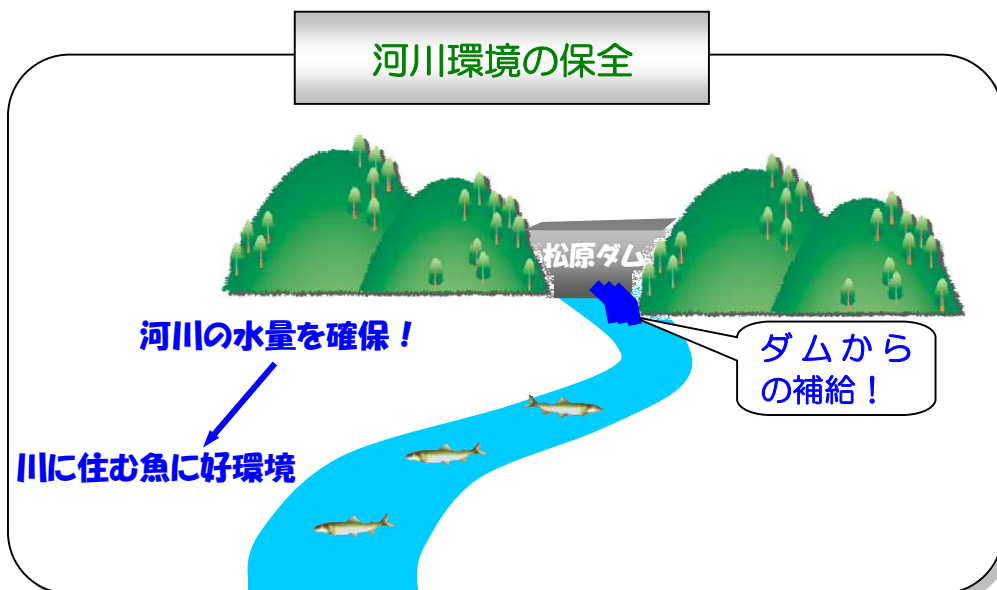 河川環境の保全
松原ダム
河川の水量を確保！
ダムから
の補給！
川に住む魚に好環境